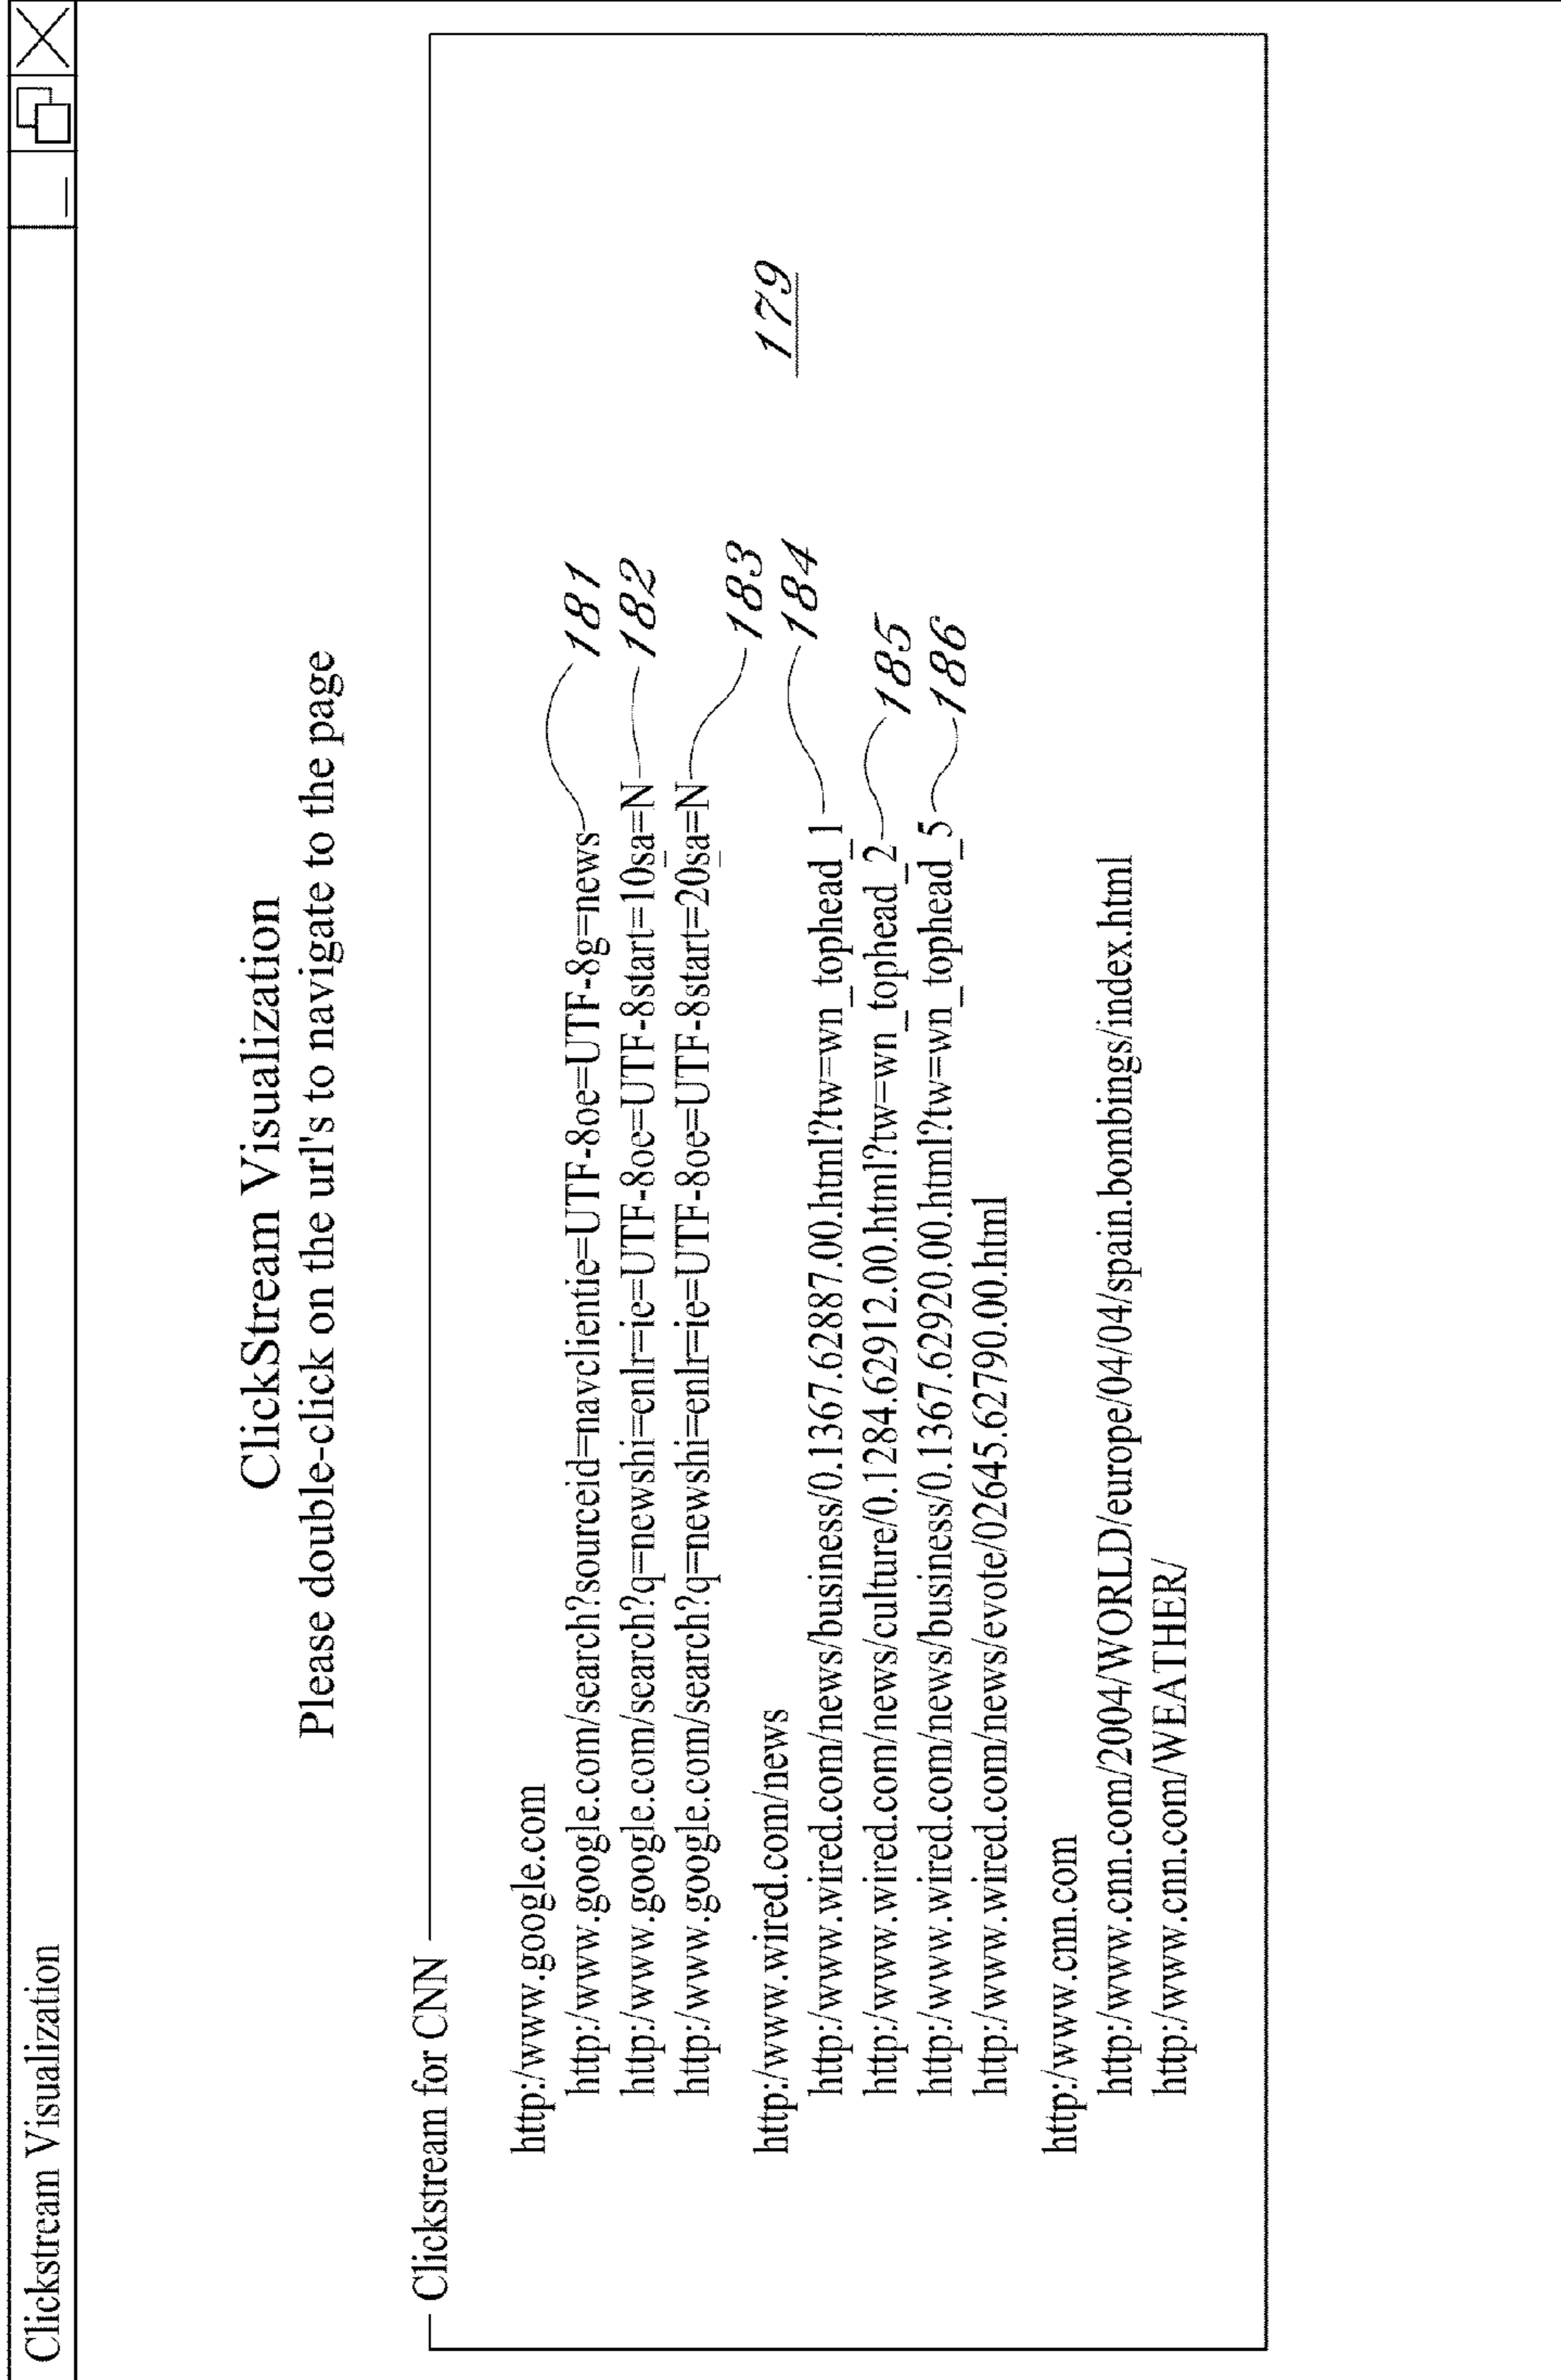 Clickstream Visualization
ClickStream Visualization
Please double-click on the url's to navigate to the page
Clickstream for CNN
http:/www.google.com
http:/www.google.com/search?sourceid=navclientie=UTF-8oe=UTF-8g=news 181
http:/www.google.com/search?q=newshi=enlr=ie=UTF-8oe=UTF-8start=10sa=N 182
http:/www.google.com/search?q=newshi=enlr=ie=UTF-8oe=UTF-8start=20sa=N 183
179
http:/www.wired.com/news
http:/www.wired.com/news/business/0.1367.62887.00.html?tw=wn_tophead_1 184
http:/www.wired.com/news/culture/0.1284.62912.00.html?tw=wn_tophead_2 185
http:/www.wired.com/news/business/0.1367.62920.00.html?tw=wn_tophead_5 186
http:/www.wired.com/news/evote/02645.62790.00.html
http:/www.cnn.com
http:/www.cnn.com/2004/WORLD/europe/04/04/spain.bombings/index.html
http:/www.cnn.com/WEATHER/